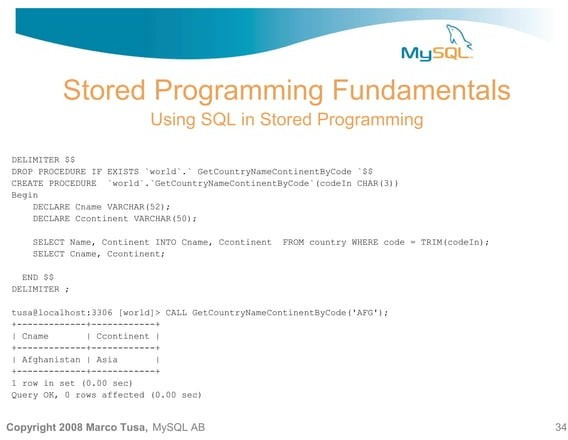 MySQL
Stored Programming Fundamentals
Using SQL in Stored Programming
DELIMITER $$
DROP PROCEDURE IF EXISTS `world`.` GetCountryNameContinentByCode `$$
CREATE PROCEDURE  `world`.`GetCountryNameContinentByCode`(codeIn CHAR(3))
Begin
    DECLARE Cname VARCHAR(52);
    DECLARE Ccontinent VARCHAR(50);
    SELECT Name, Continent INTO Cname, Ccontinent  FROM country WHERE code = TRIM(codeIn);
    SELECT Cname, Ccontinent;
  END $$
DELIMITER ;
tusa@localhost:3306 [world]> CALL GetCountryNameContinentByCode('AFG');
+-------------+------------+
| Cname       | Ccontinent |
+-------------+------------+
| Afghanistan | Asia       |
+-------------+------------+
1 row in set (0.00 sec)
Query OK, 0 rows affected (0.00 sec)
Copyright 2008 Marco Tusa, MySQL AB
34